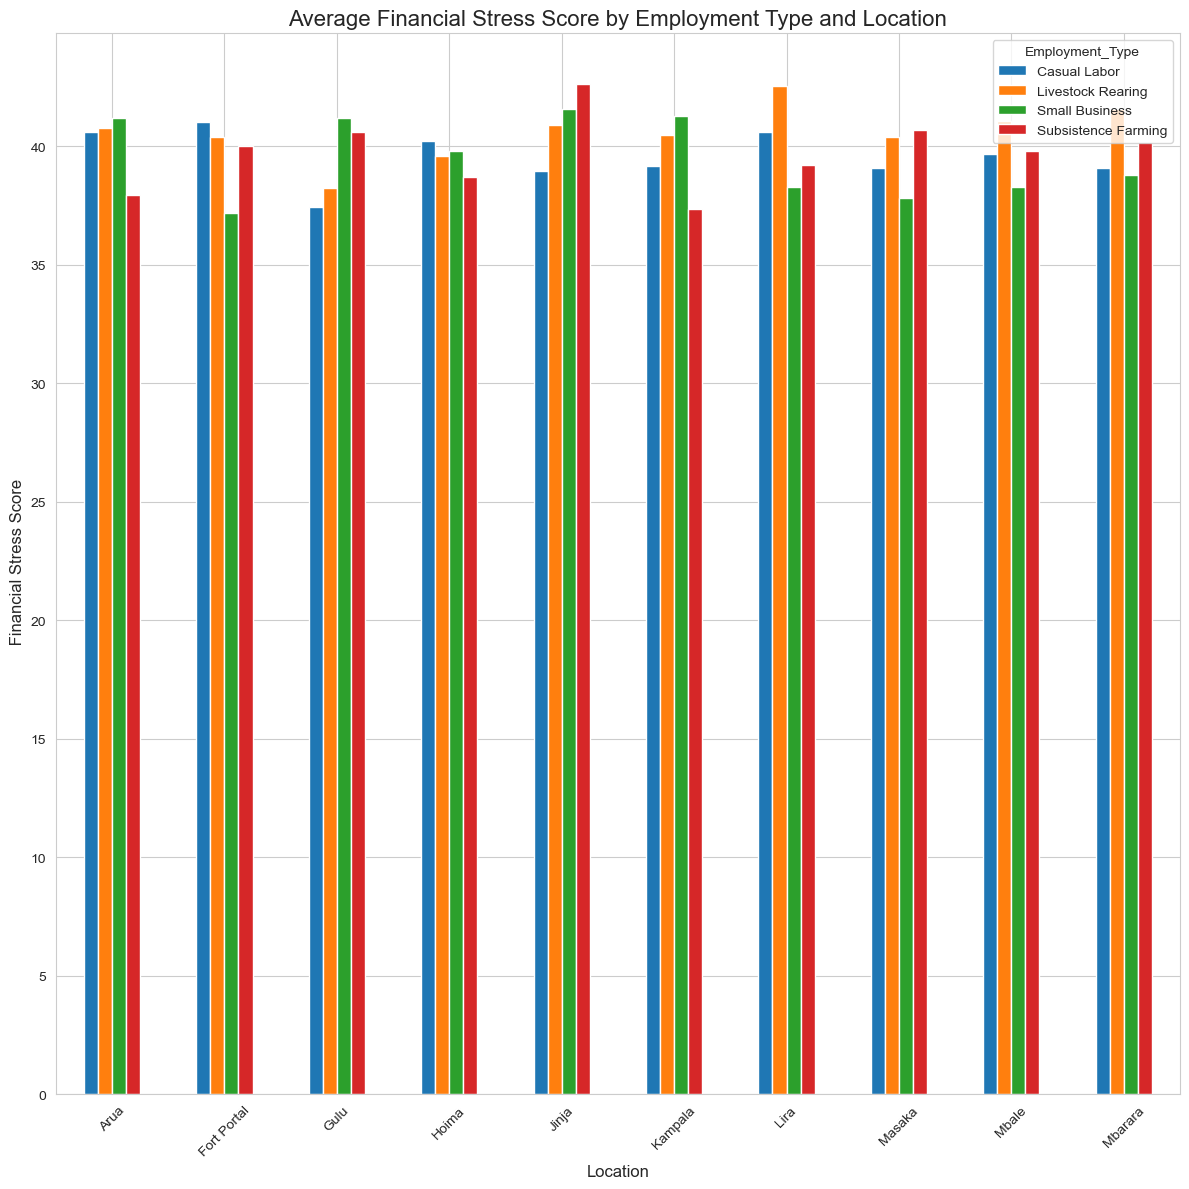 Average Financial Stress Score by Employment Type and Location
Employment_Type
Casual Labor
Livestock Rearing
Small Business
Subsistence Farming
Financial Stress Score
40
35
30
25
20
15
10
5
0
Arua
Fort Portal
Gulu
Hoima
Jinja
Kampala
Lira
Masaka
Mbale
Mbarara
Location